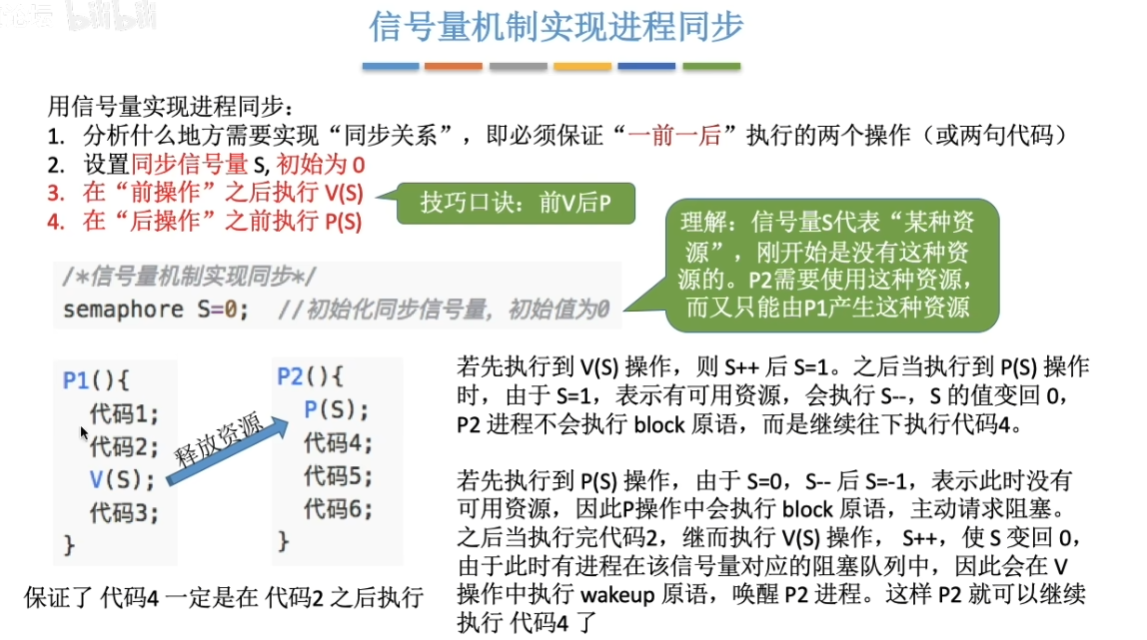 bilibili
信号量机制实现进程同步
用信号量实现进程同步：
1. 分析什么地方需要实现“同步关系”，即必须保证“一前一后”执行的两个操作（或两句代码）
2. 设置同步信号量 S, 初始为 0
3. 在“前操作”之后执行 V(S)
4. 在“后操作”之前执行 P(S)
技巧口诀：前V后P
理解：信号量S代表“某种资
源”，刚开始是没有这种资
源的。P2需要使用这种资源，
而又只能由P1产生这种资源
/*信号量机制实现同步*/
semaphore S=0; //初始化同步信号量，初始值为0
P1(){
代码1;
代码2;
V(S);
代码3;
}
释放资源
P2(){
P(S);
代码4;
代码5;
代码6;
}
保证了 代码4 一定是在 代码2 之后执行
若先执行到 V(S) 操作，则 S++ 后 S=1。之后当执行到 P(S) 操作
时，由于 S=1，表示有可用资源，会执行 S--，S 的值变回 0，
P2 进程不会执行 block 原语，而是继续往下执行代码4。
若先执行到 P(S) 操作，由于 S=0，S-- 后 S=-1，表示此时没有
可用资源，因此P操作中会执行 block 原语，主动请求阻塞。
之后当执行完代码2，继而执行 V(S) 操作， S++，使 S 变回 0，
由于此时有进程在该信号量对应的阻塞队列中，因此会在 V
操作中执行 wakeup 原语，唤醒 P2 进程。这样 P2 就可以继续
执行 代码4 了